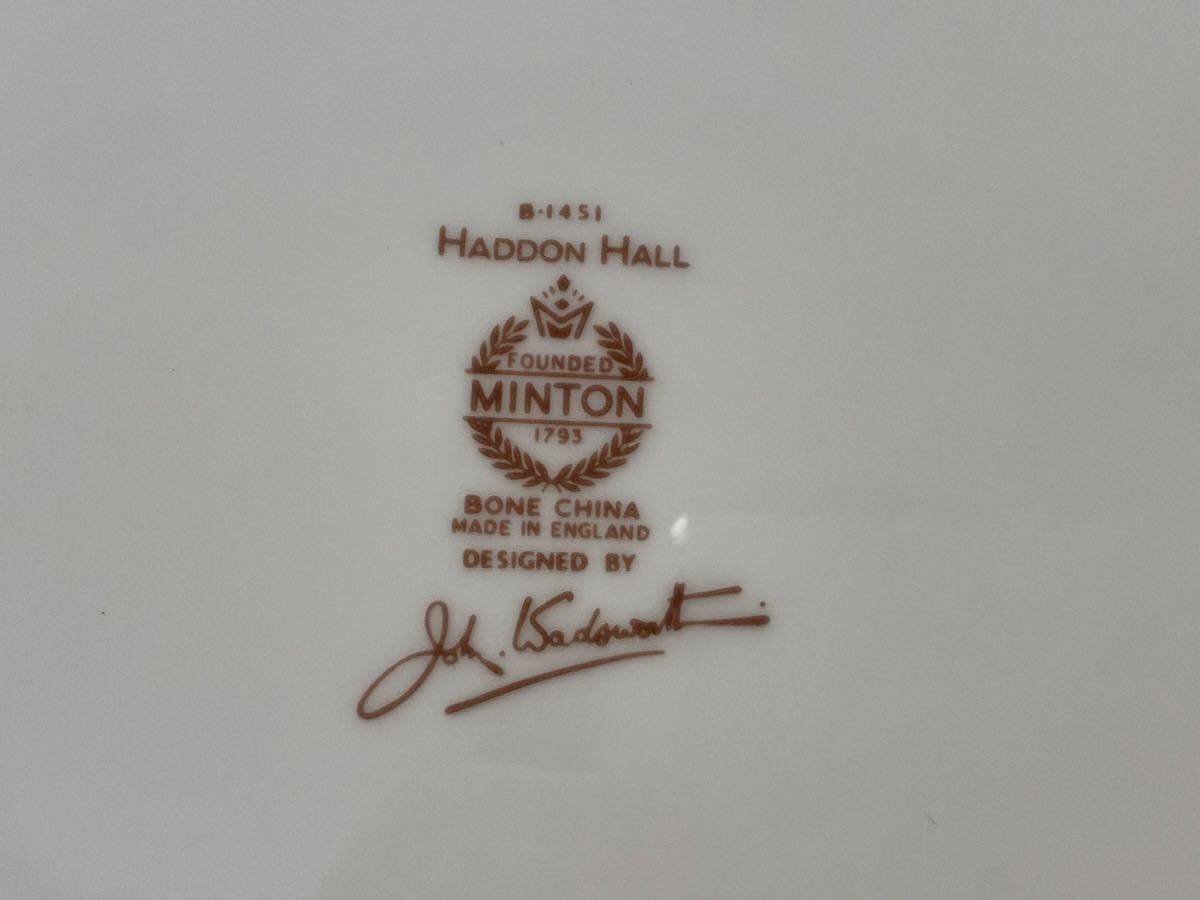 B-1451
HADDON HALL
FOUNDED
MINTON
1793
BONE CHINA
MADE IN ENGLAND
DESIGNED BY
John. Wadsworth.